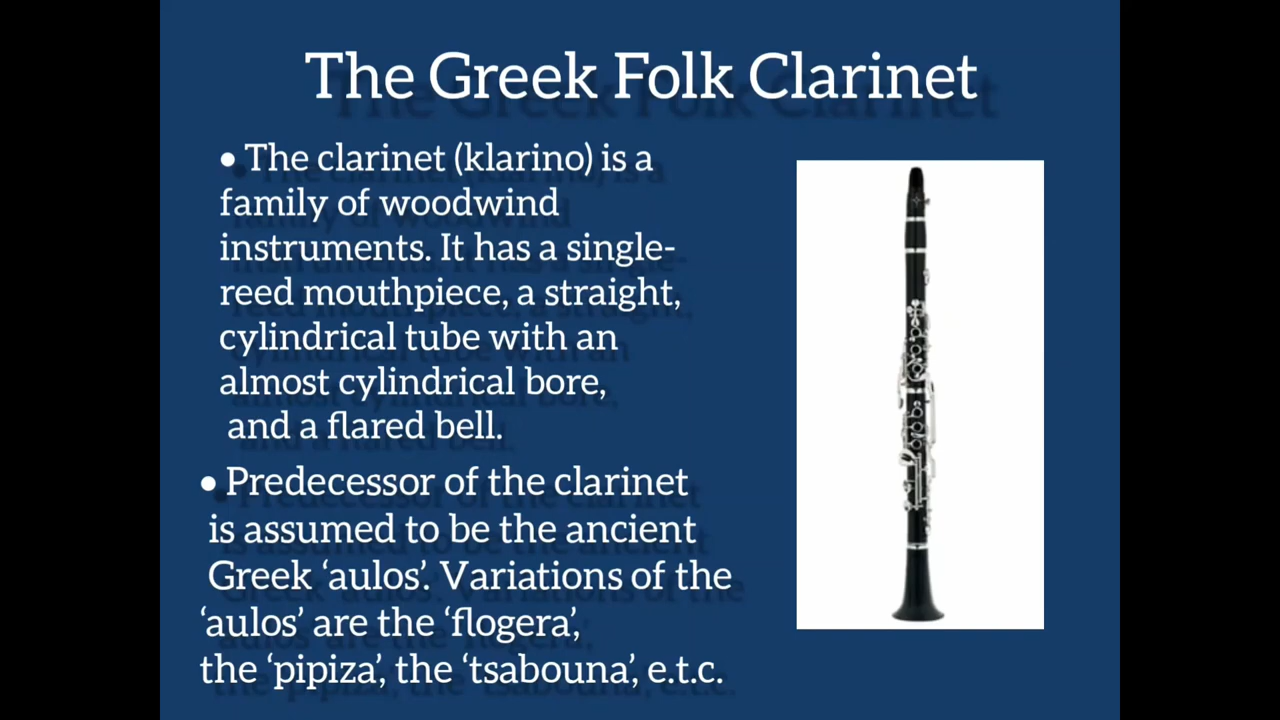 The Greek Folk Clarinet
• The clarinet (klarino) is a
family of woodwind
instruments. It has a single-
reed mouthpiece, a straight,
cylindrical tube with an
almost cylindrical bore,
and a flared bell.
• Predecessor of the clarinet
is assumed to be the ancient
Greek ‘aulos’. Variations of the
‘aulos’ are the ‘flogera’,
the ‘pipiza’, the ‘tsabouna’, e.t.c.